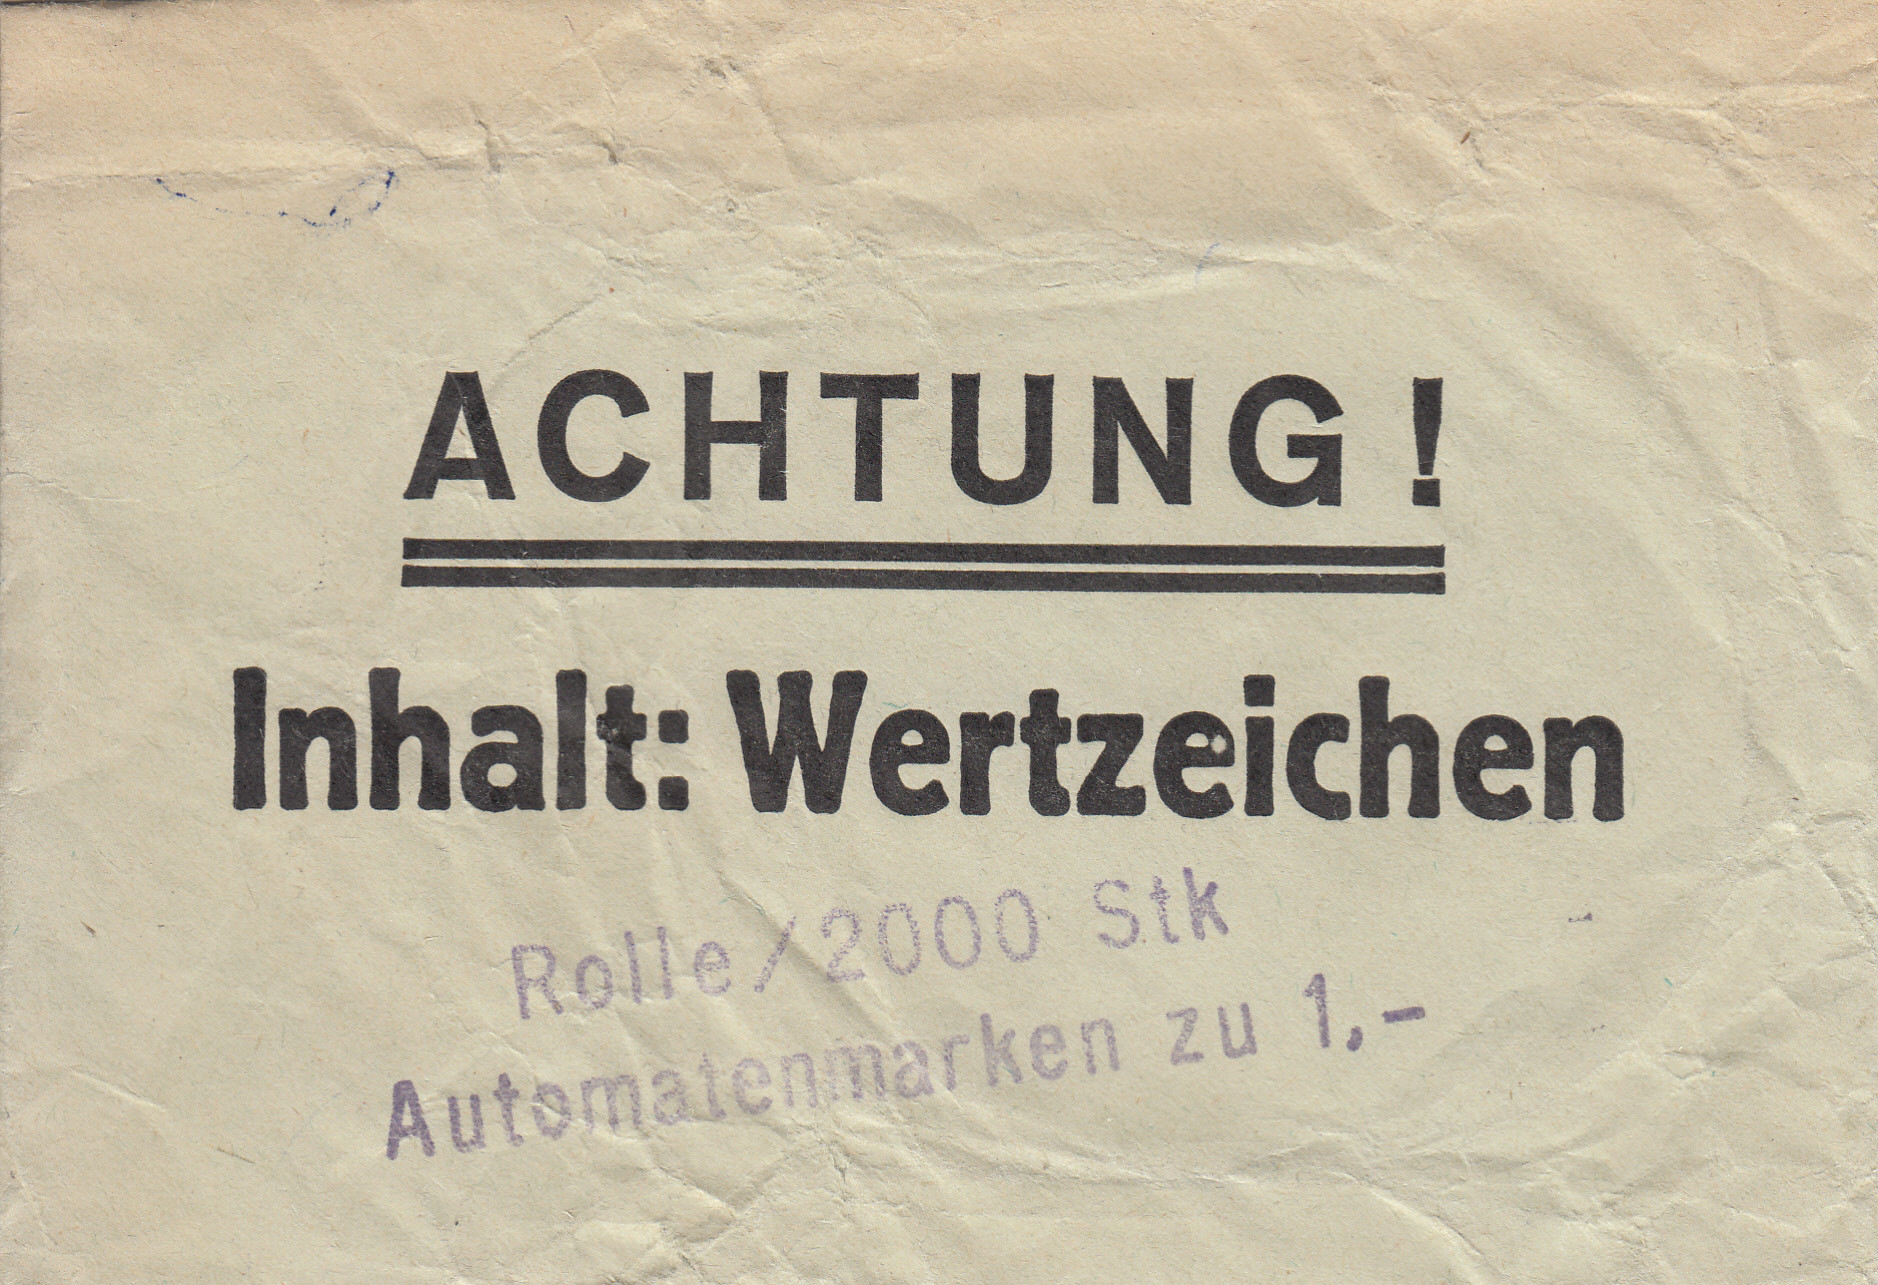 ACHTUNG!
Inhalt: Wertzeichen
Rolle/2000 Stk
Automatenmarken zu 1,-